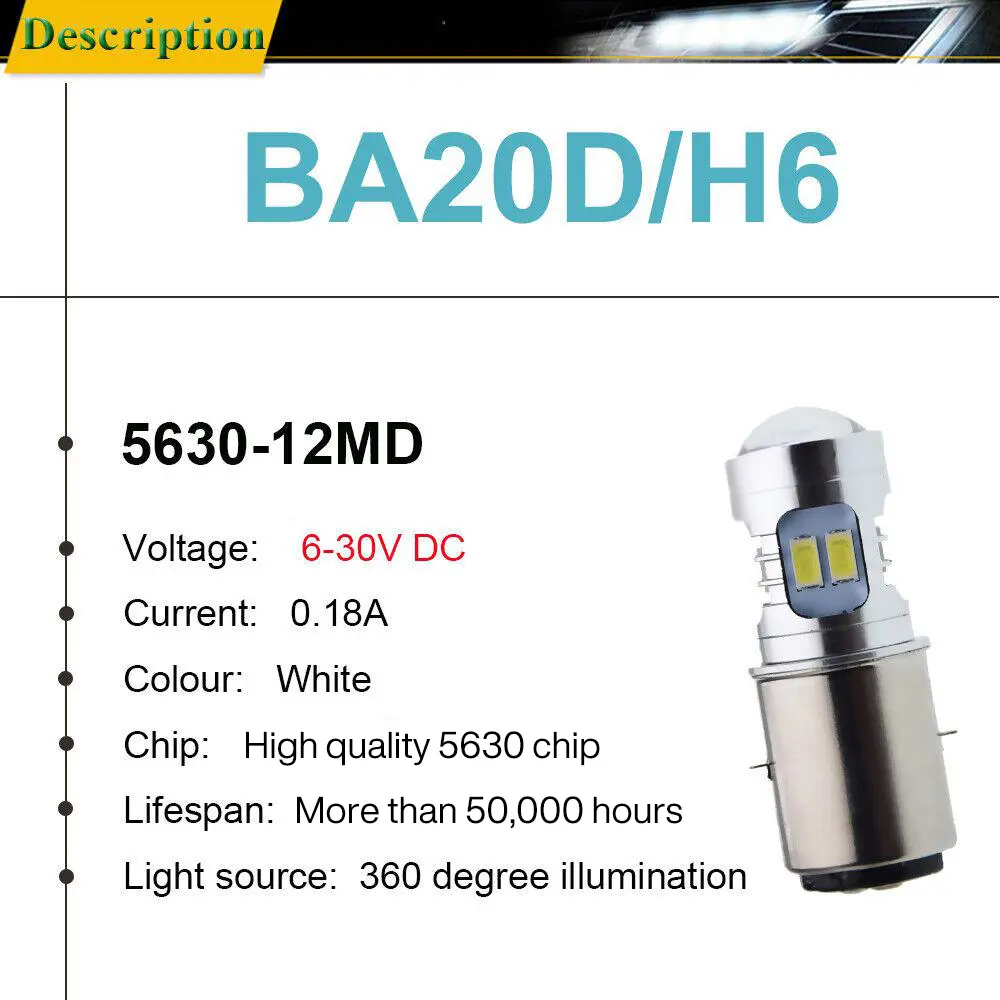 Description
BA20D/H6
5630-12MD
Voltage: 6-30V DC
Current: 0.18A
Colour: White
Chip: High quality 5630 chip
Lifespan: More than 50,000 hours
Light source: 360 degree illumination